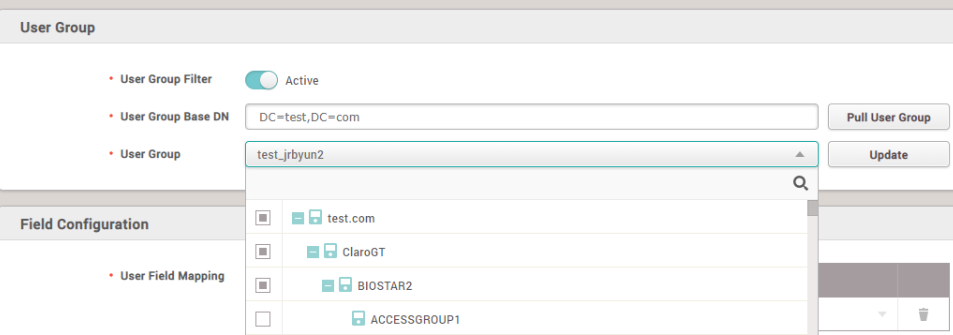 User Group
• User Group Filter Active
• User Group Base DN DC=test,DC=com Pull User Group
• User Group test_jrbyun2 Update
test.com
Field Configuration
ClaroGT
• User Field Mapping
BIOSTAR2
ACCESSGROUP1